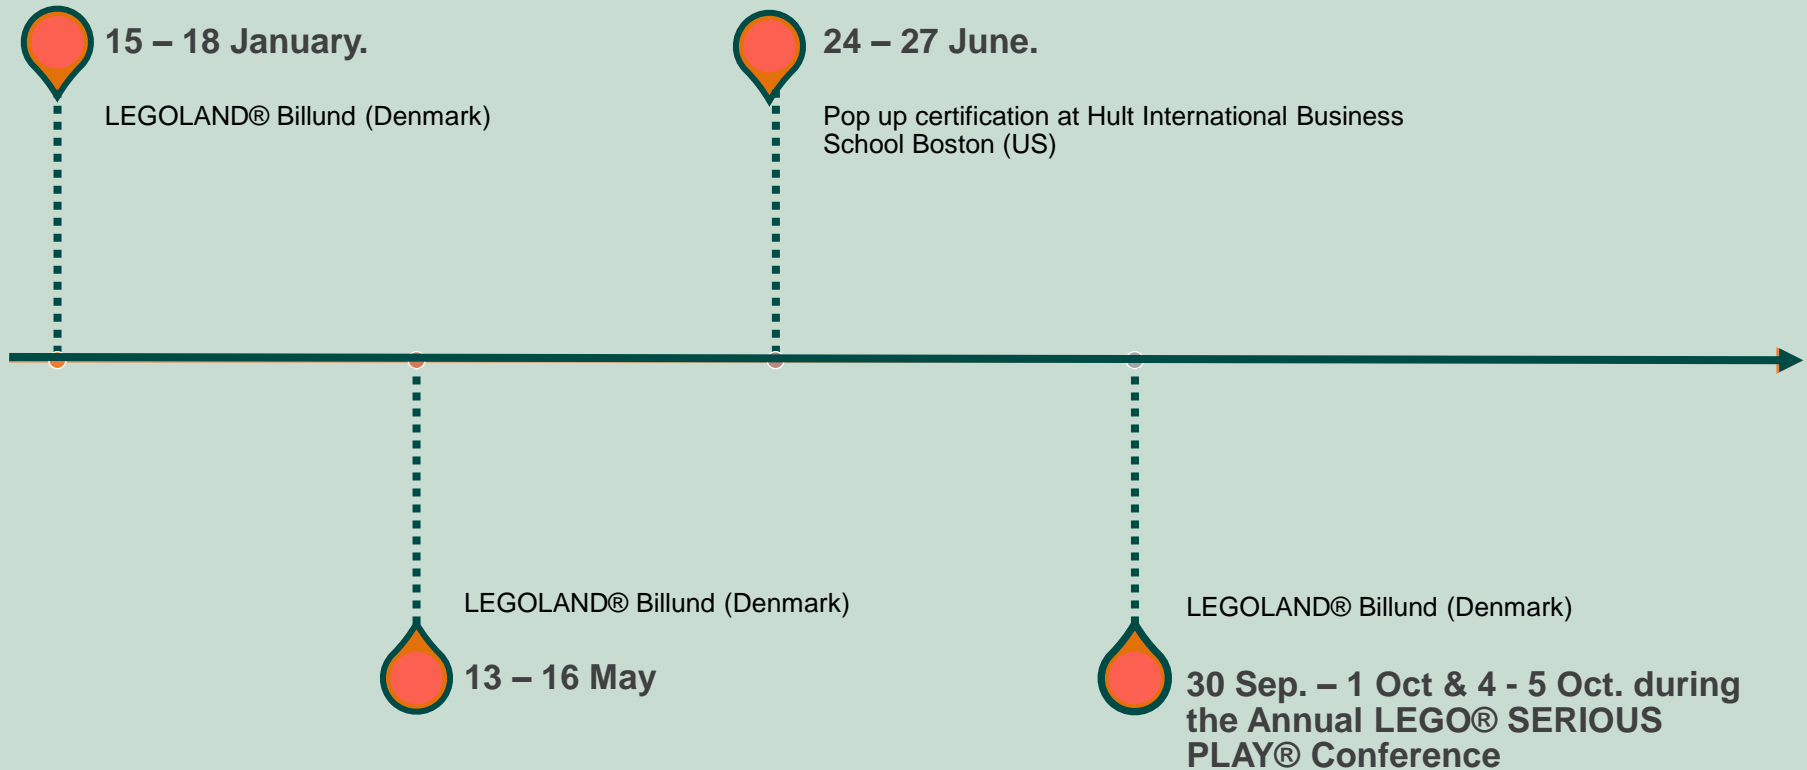 15 – 18 January.
LEGOLAND® Billund (Denmark)
24 – 27 June.
Pop up certification at Hult International Business
School Boston (US)
LEGOLAND® Billund (Denmark)
13 – 16 May
LEGOLAND® Billund (Denmark)
30 Sep. – 1 Oct & 4 - 5 Oct. during
the Annual LEGO® SERIOUS
PLAY® Conference